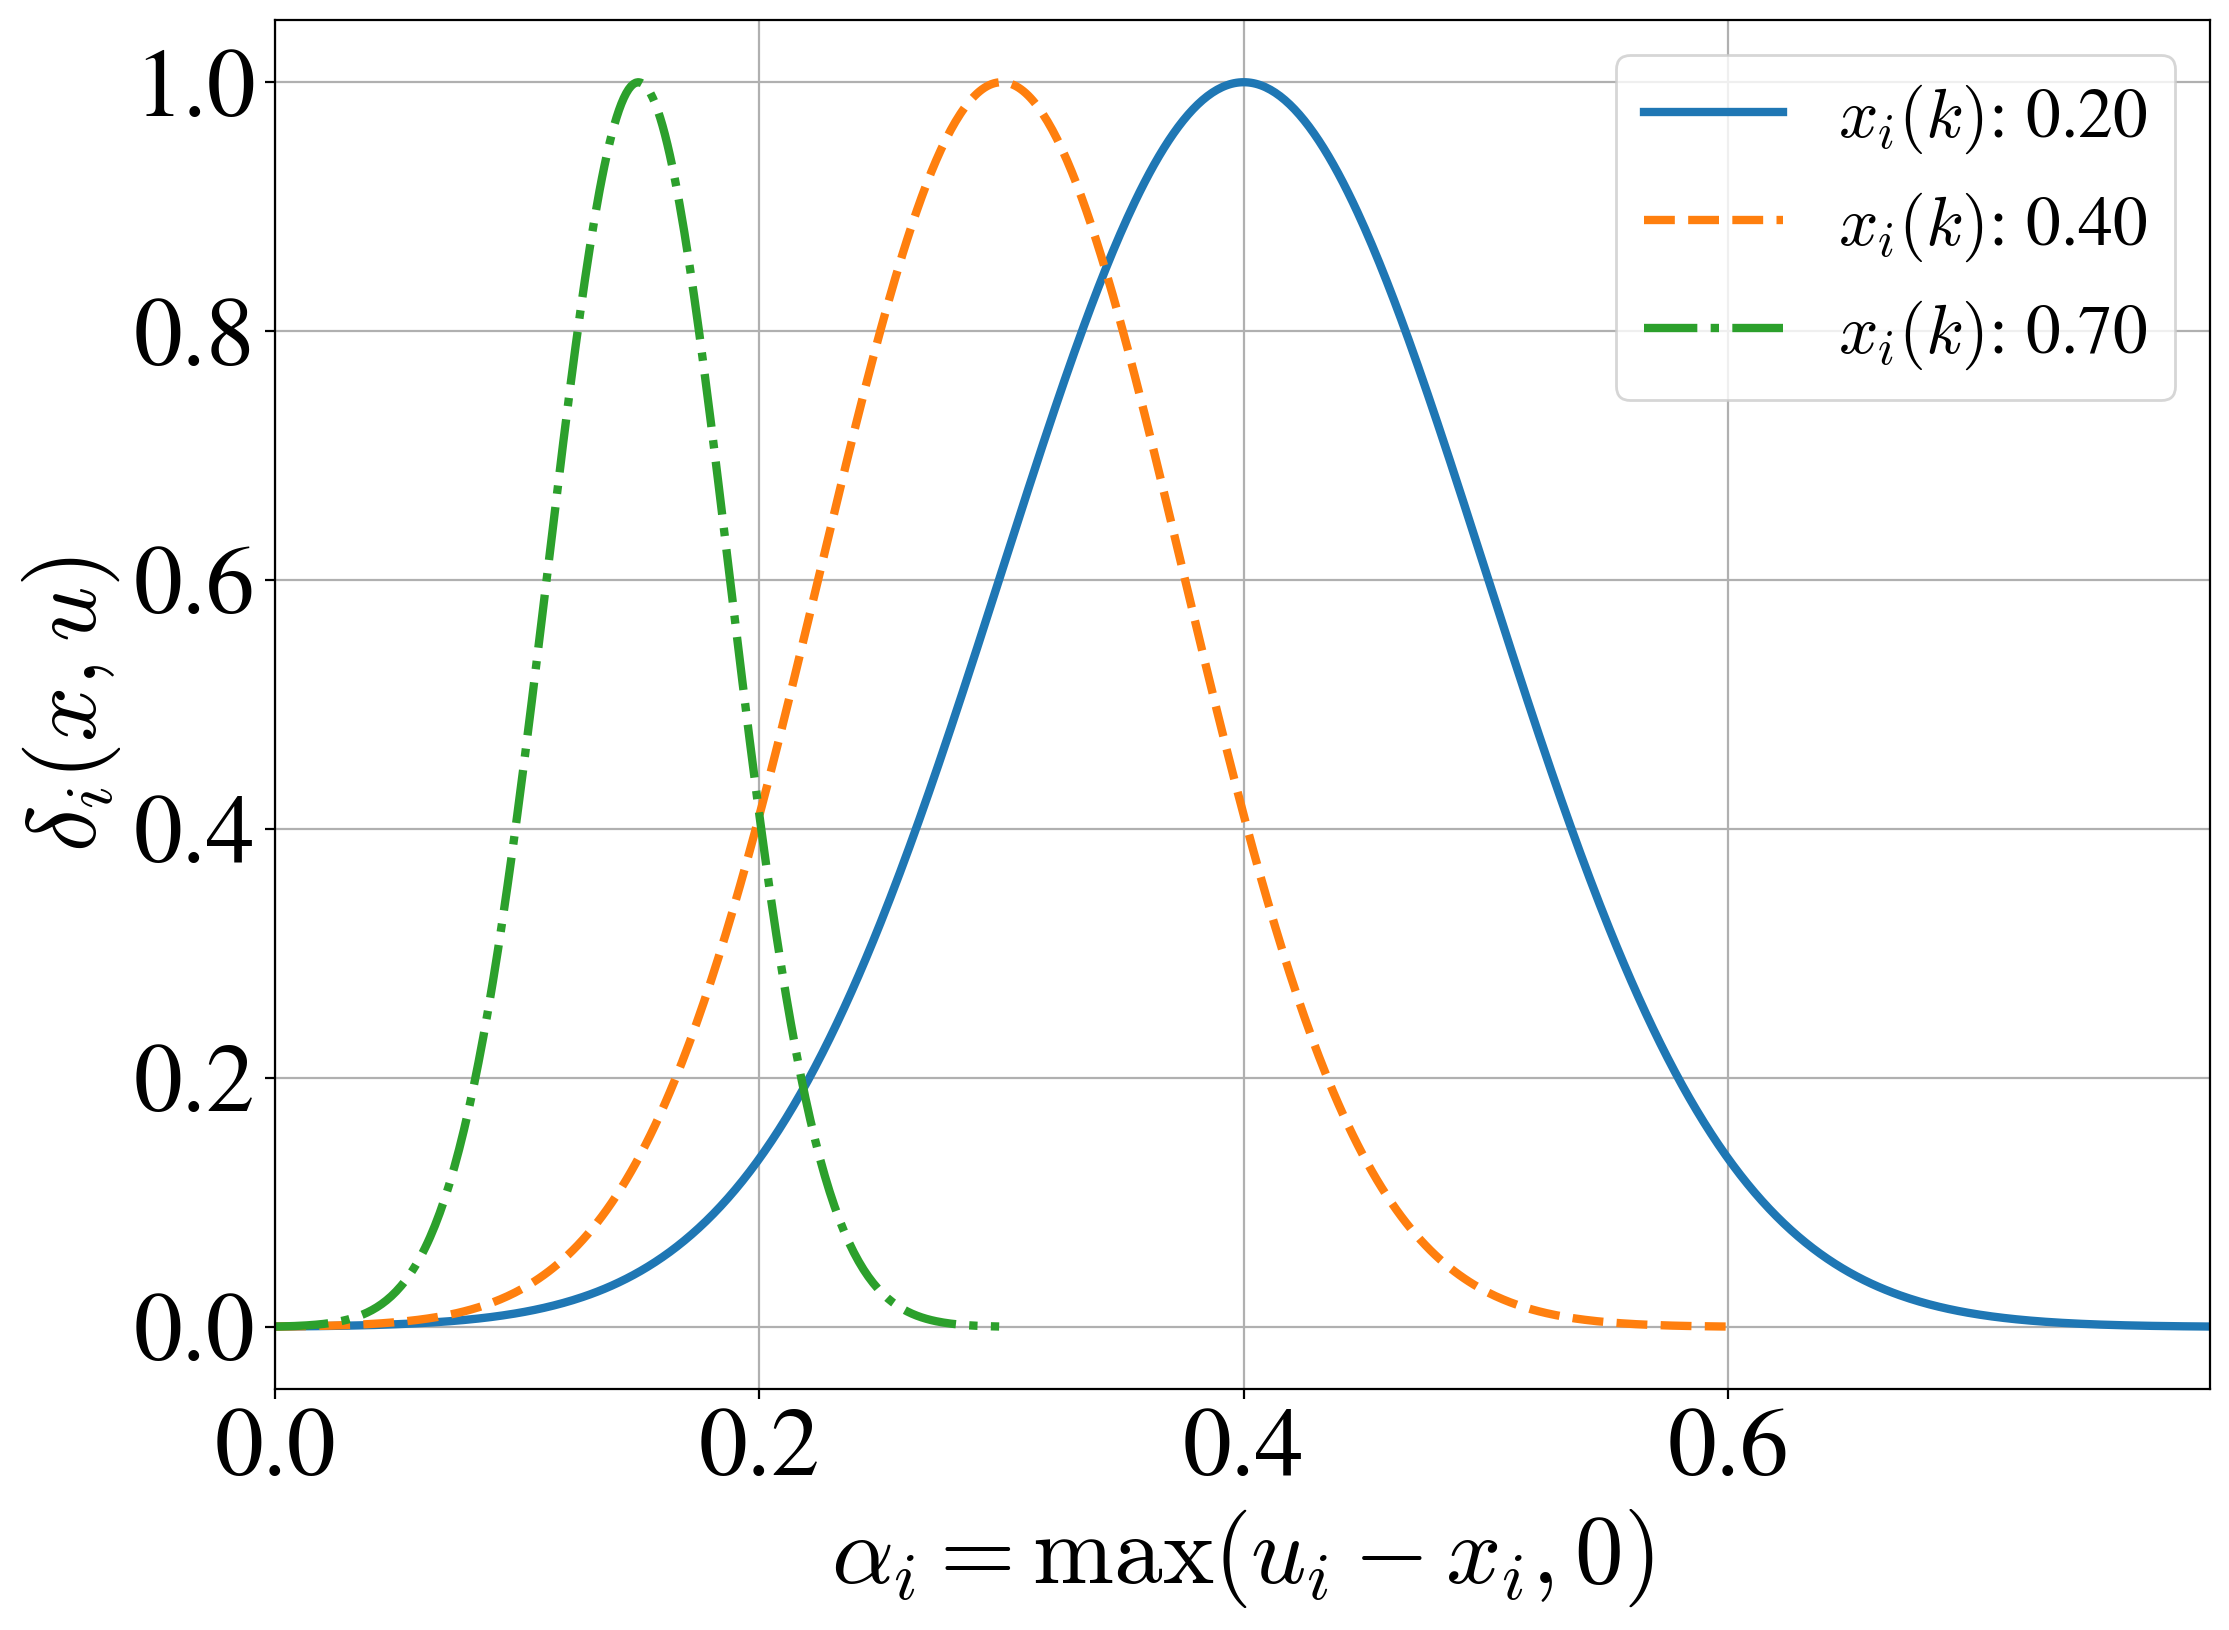 δᵢ(x, u)
1.0
0.8
0.6
0.4
0.2
0.0
0.0 0.2 0.4 0.6
αᵢ = max(uᵢ − xᵢ, 0)
xᵢ(k): 0.20
xᵢ(k): 0.40
xᵢ(k): 0.70